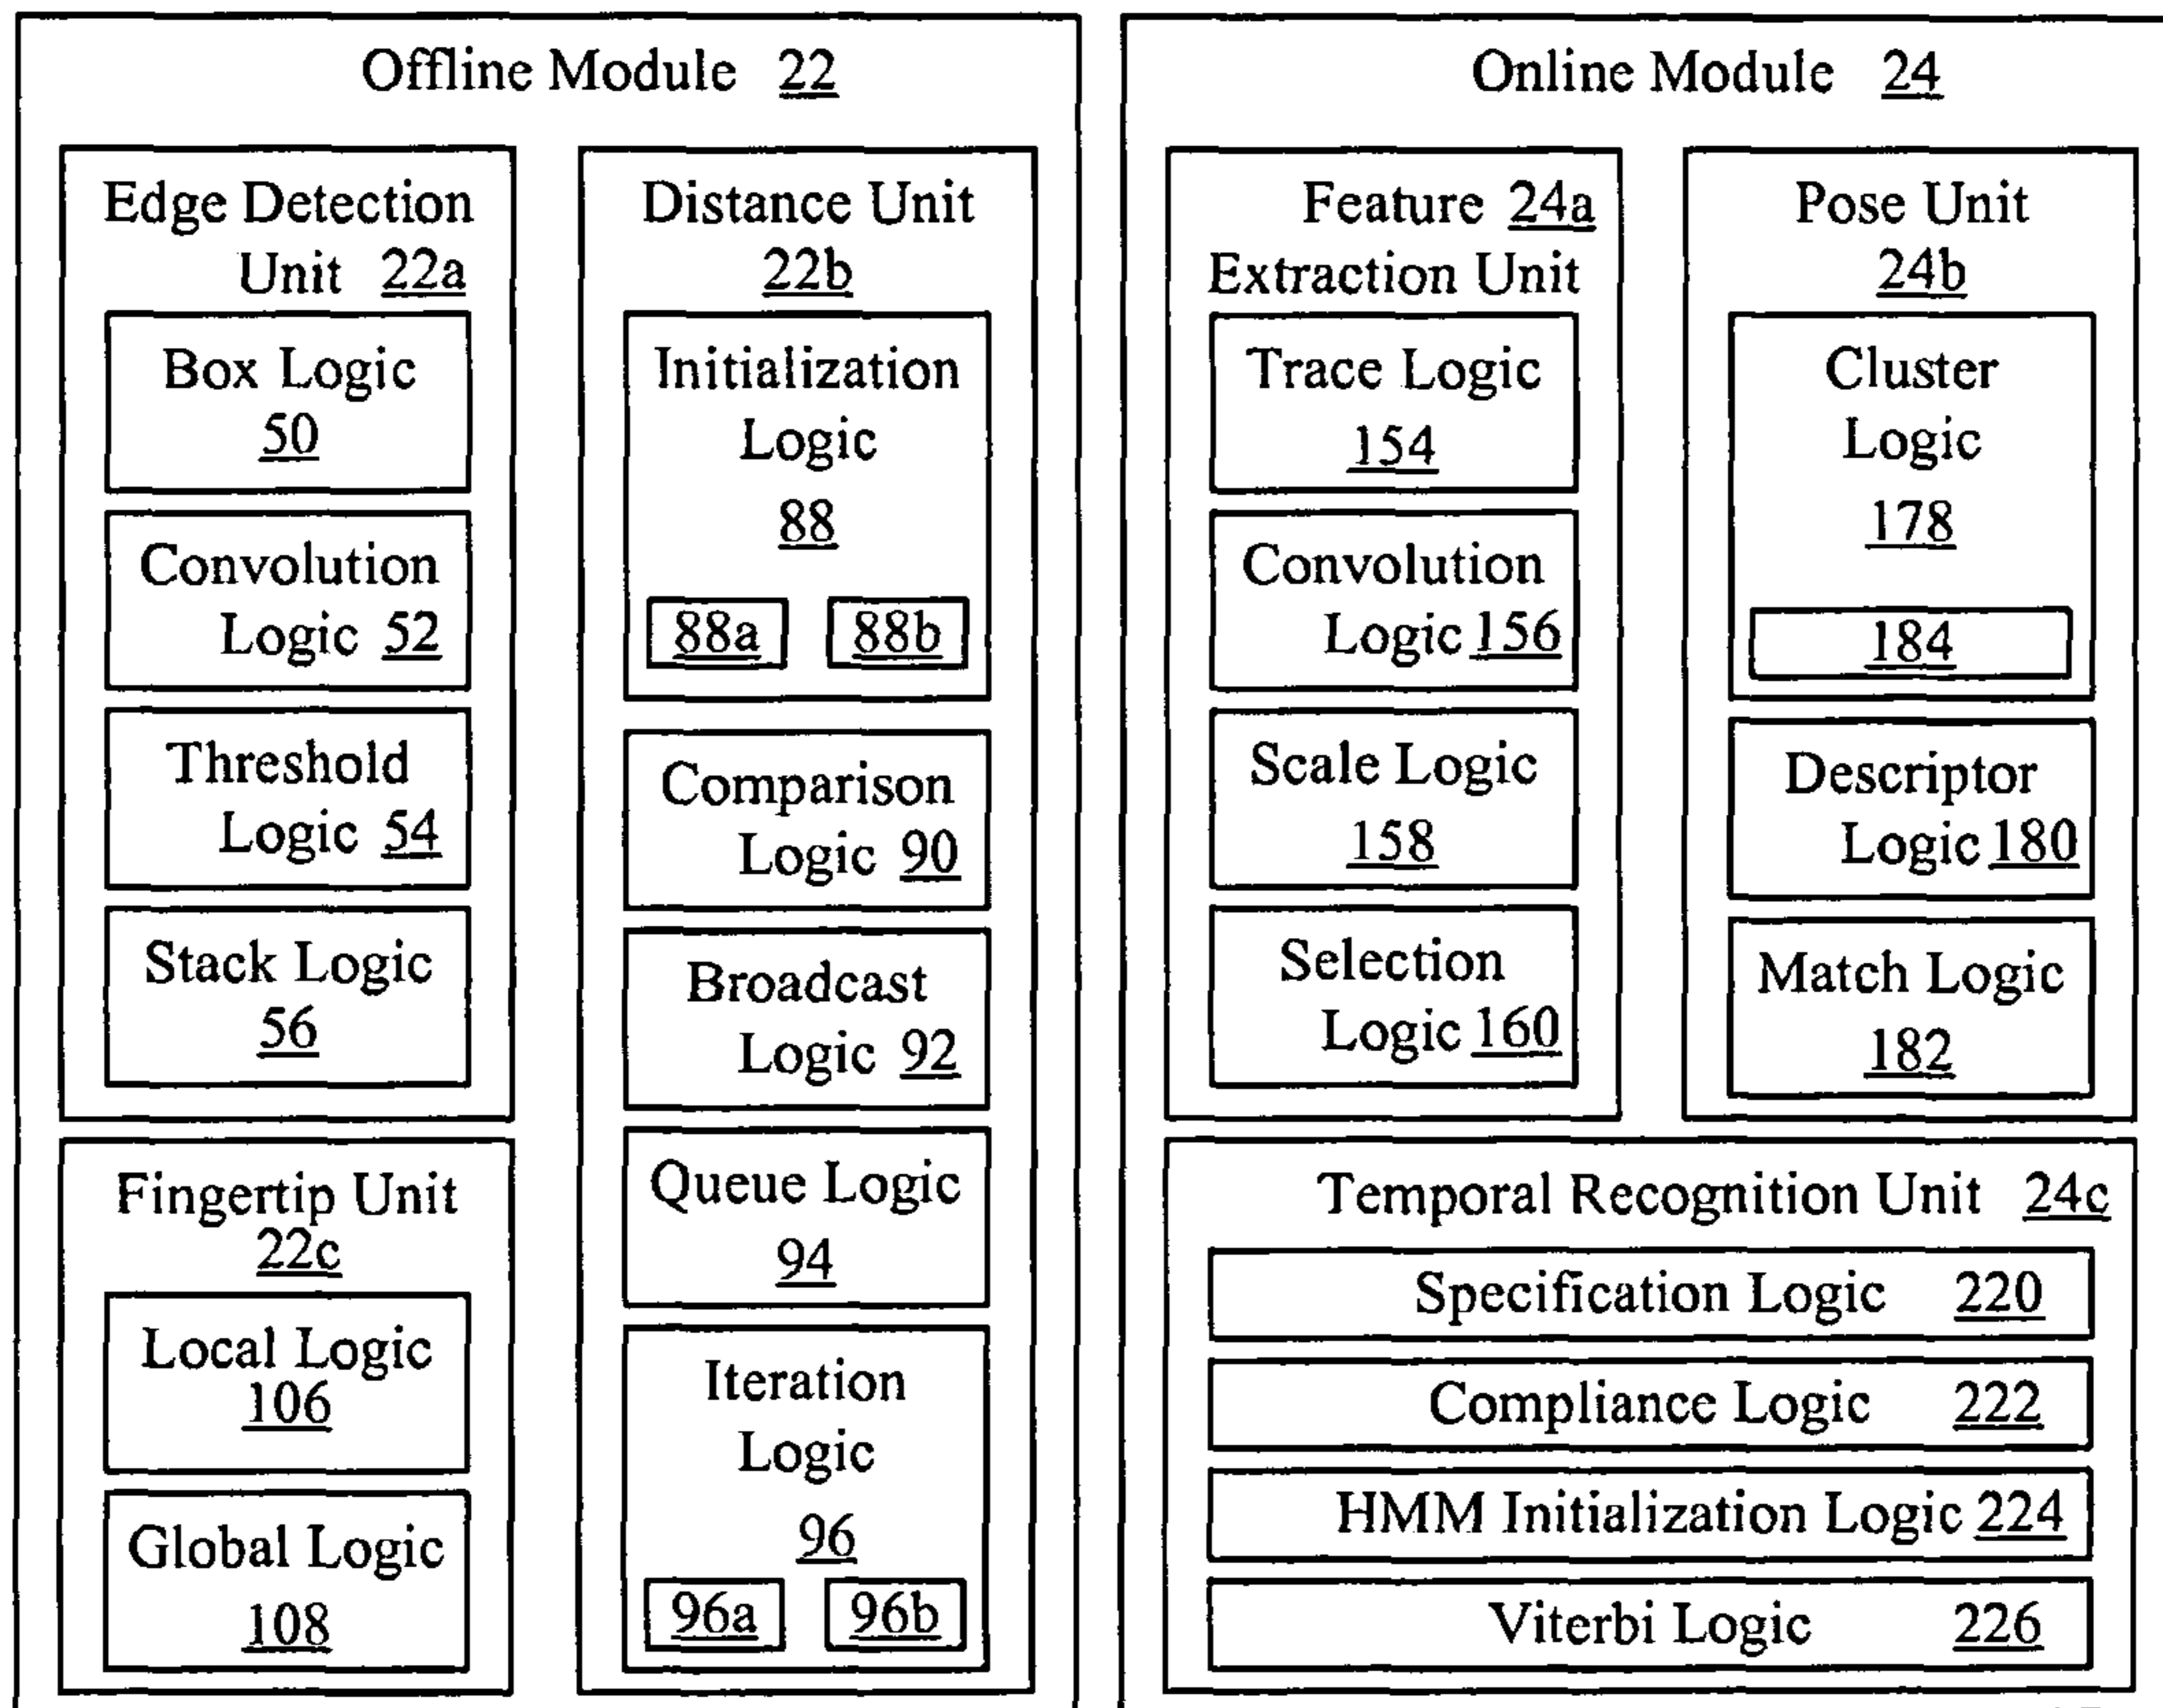 Offline Module 22
Edge Detection
Unit 22a
Box Logic
50
Convolution
Logic 52
Threshold
Logic 54
Stack Logic
56
Fingertip Unit
22c
Local Logic
106
Global Logic
108
Distance Unit
22b
Initialization
Logic
88
88a 88b
Comparison
Logic 90
Broadcast
Logic 92
Queue Logic
94
Iteration
Logic
96
96a 96b
Online Module 24
Feature 24a
Extraction Unit
Trace Logic
154
Convolution
Logic 156
Scale Logic
158
Selection
Logic 160
Pose Unit
24b
Cluster
Logic
178
184
Descriptor
Logic 180
Match Logic
182
Temporal Recognition Unit 24c
Specification Logic 220
Compliance Logic 222
HMM Initialization Logic 224
Viterbi Logic 226